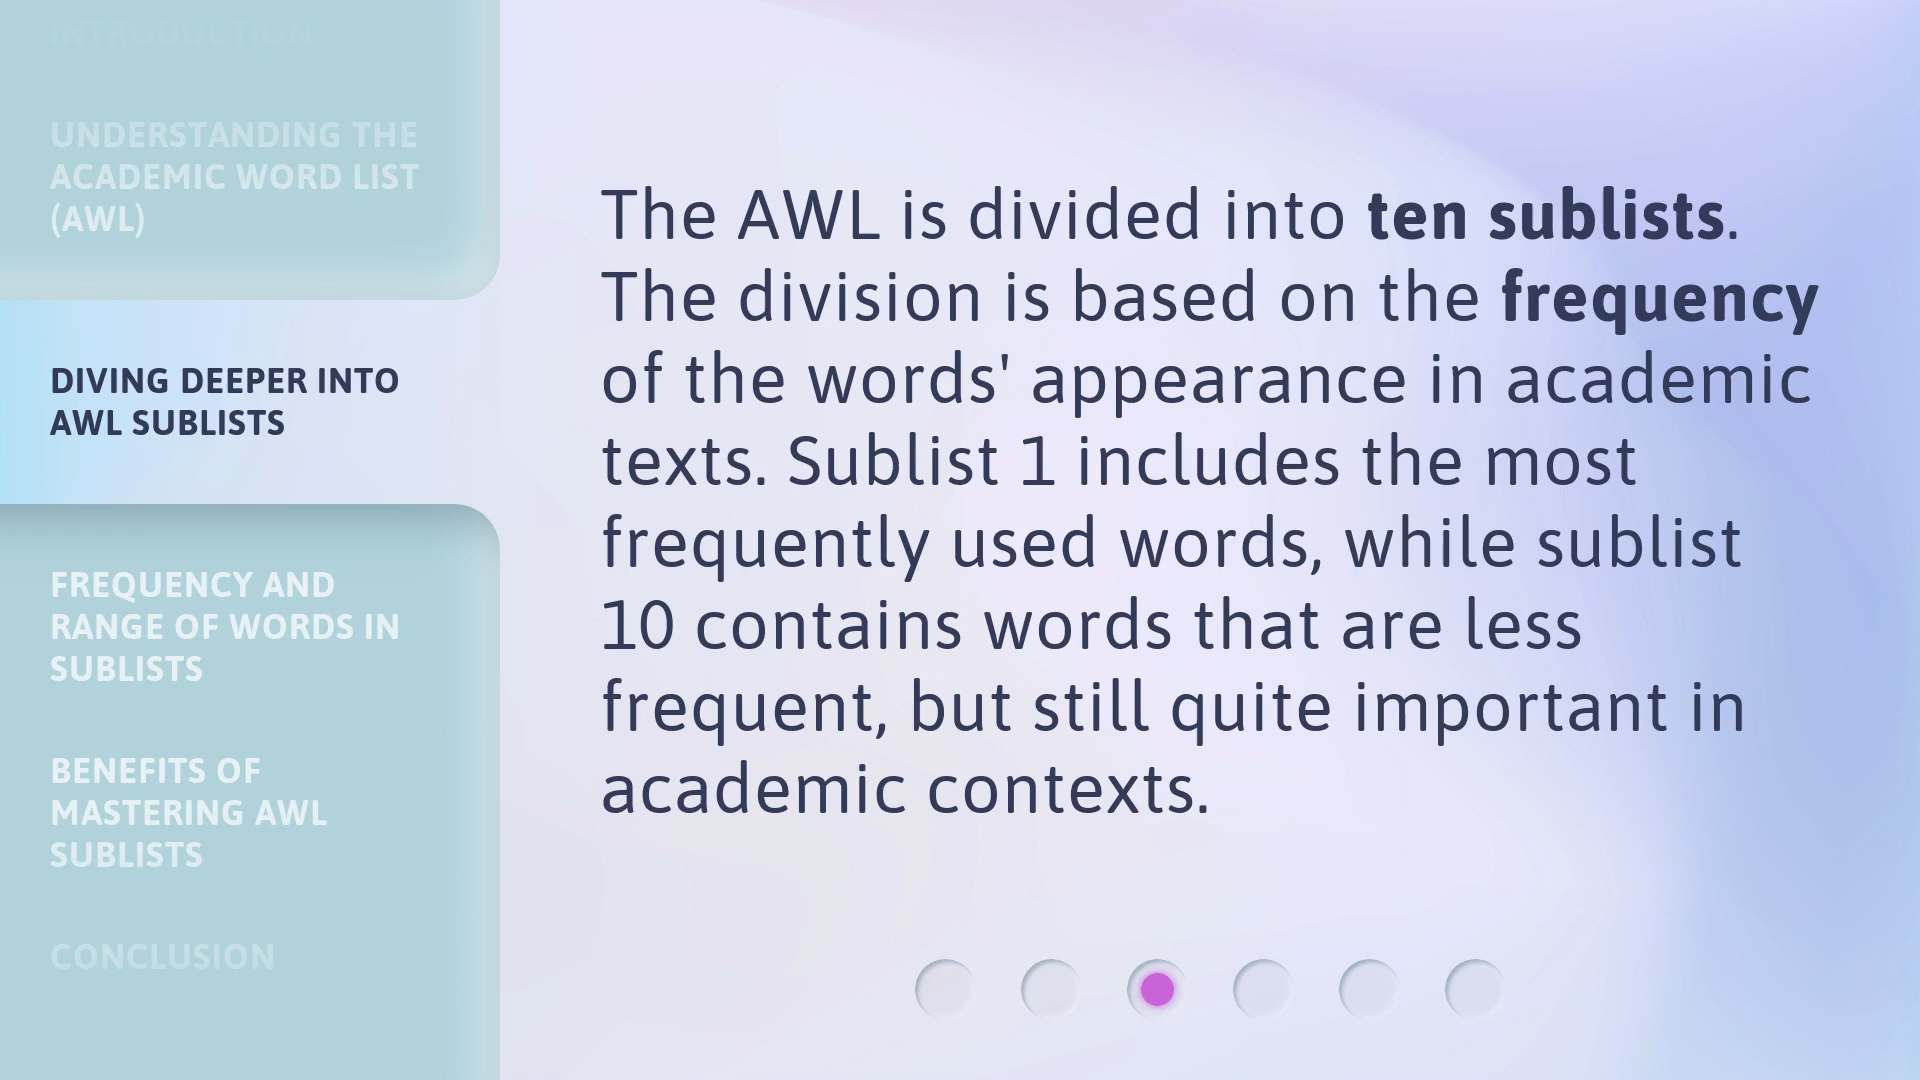 INTRODUCTION
UNDERSTANDING THE
ACADEMIC WORD LIST
(AWL)
DIVING DEEPER INTO
AWL SUBLISTS
FREQUENCY AND
RANGE OF WORDS IN
SUBLISTS
BENEFITS OF
MASTERING AWL
SUBLISTS
CONCLUSION
The AWL is divided into ten sublists.
The division is based on the frequency
of the words' appearance in academic
texts. Sublist 1 includes the most
frequently used words, while sublist
10 contains words that are less
frequent, but still quite important in
academic contexts.